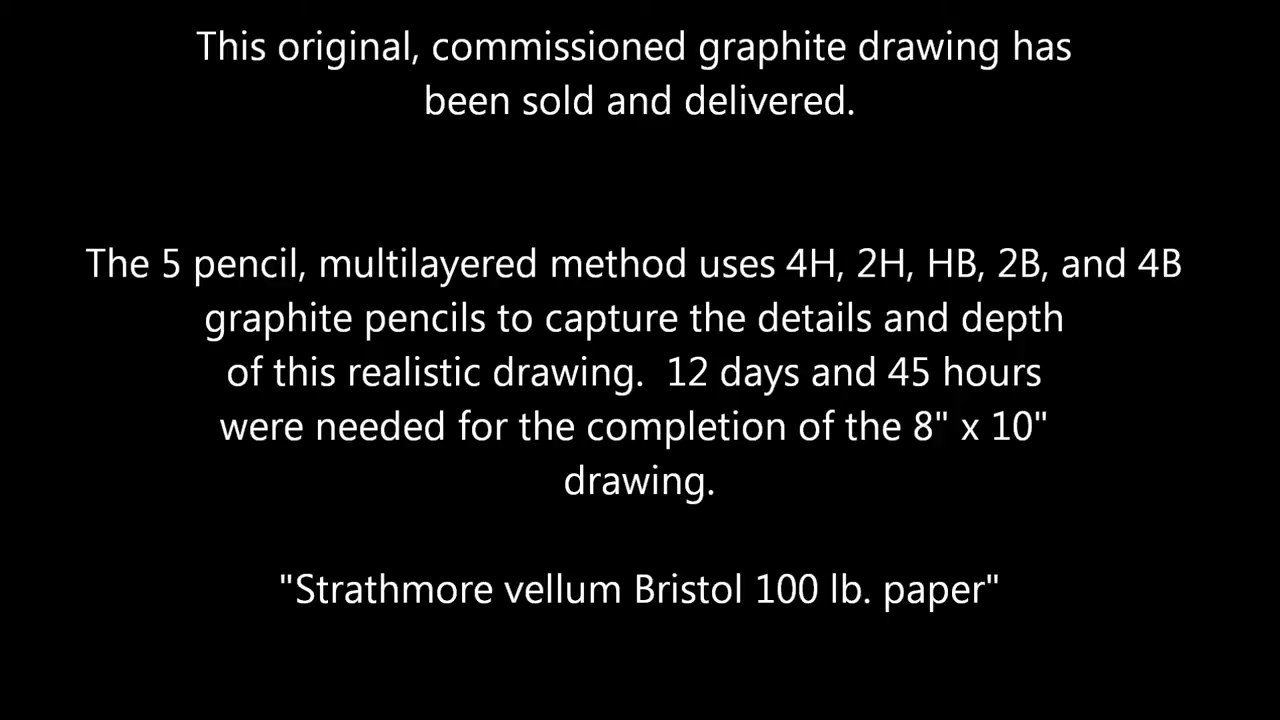 This original, commissioned graphite drawing has
been sold and delivered.
The 5 pencil, multilayered method uses 4H, 2H, HB, 2B, and 4B
graphite pencils to capture the details and depth
of this realistic drawing.  12 days and 45 hours
were needed for the completion of the 8" x 10"
drawing.
"Strathmore vellum Bristol 100 lb. paper"